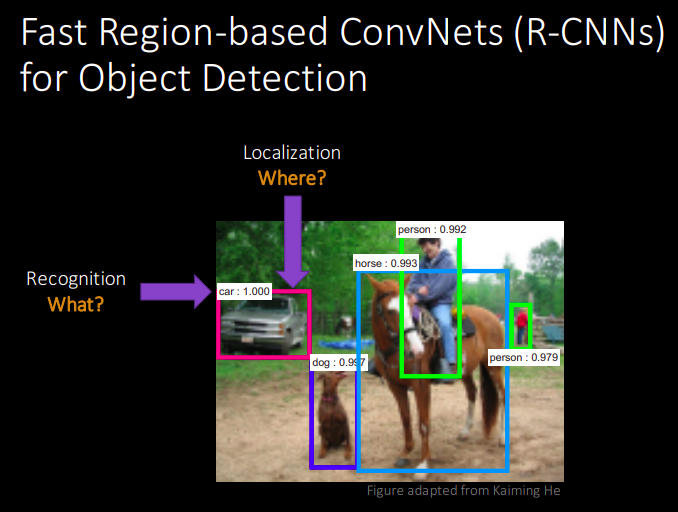 Fast Region-based ConvNets (R-CNNs)
for Object Detection
Localization
Where?
Recognition
What?
person : 0.992
horse : 0.993
car : 1.000
person : 0.979
dog : 0.997
Figure adapted from Kaiming He